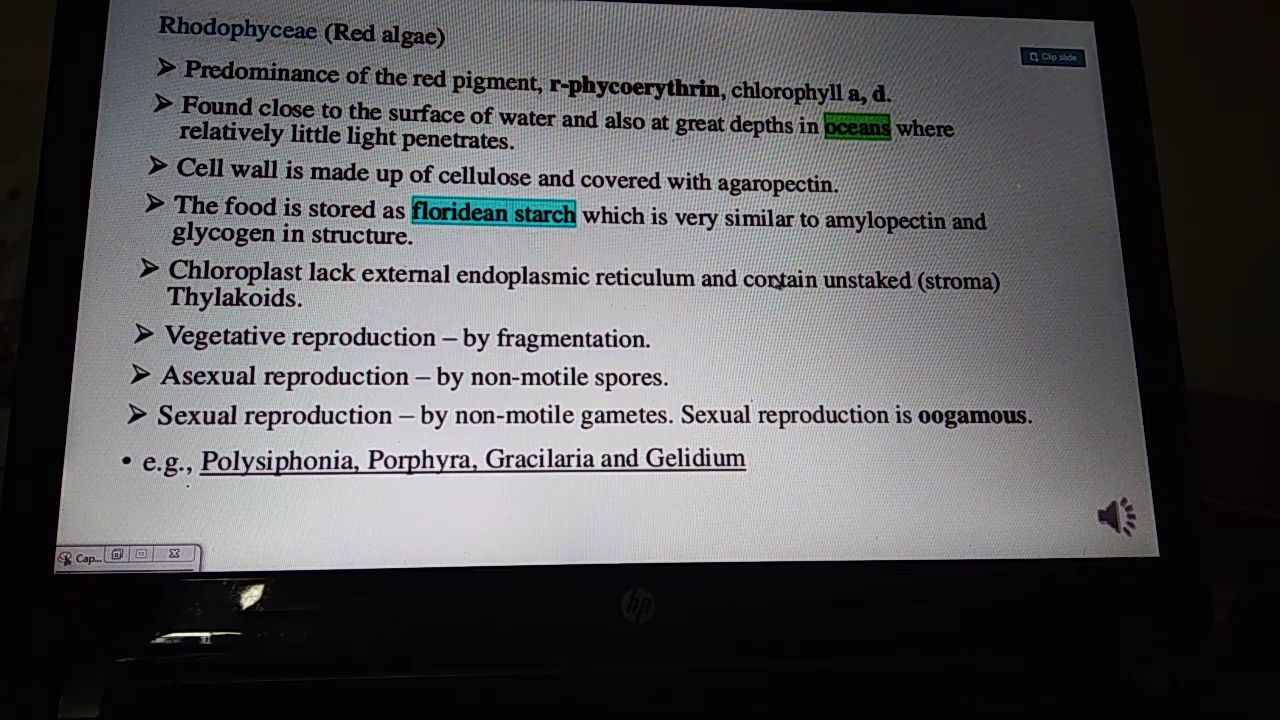 Rhodophyceae (Red algae)
Clip slide
➤ Predominance of the red pigment, r-phycoerythrin, chlorophyll a, d.
➤ Found close to the surface of water and also at great depths in oceans where
relatively little light penetrates.
➤ Cell wall is made up of cellulose and covered with agaropectin.
➤ The food is stored as floridean starch which is very similar to amylopectin and
glycogen in structure.
➤ Chloroplast lack external endoplasmic reticulum and contain unstaked (stroma)
Thylakoids.
➤ Vegetative reproduction – by fragmentation.
➤ Asexual reproduction – by non-motile spores.
➤ Sexual reproduction – by non-motile gametes. Sexual reproduction is oogamous.
• e.g., Polysiphonia, Porphyra, Gracilaria and Gelidium
Cap...
hp